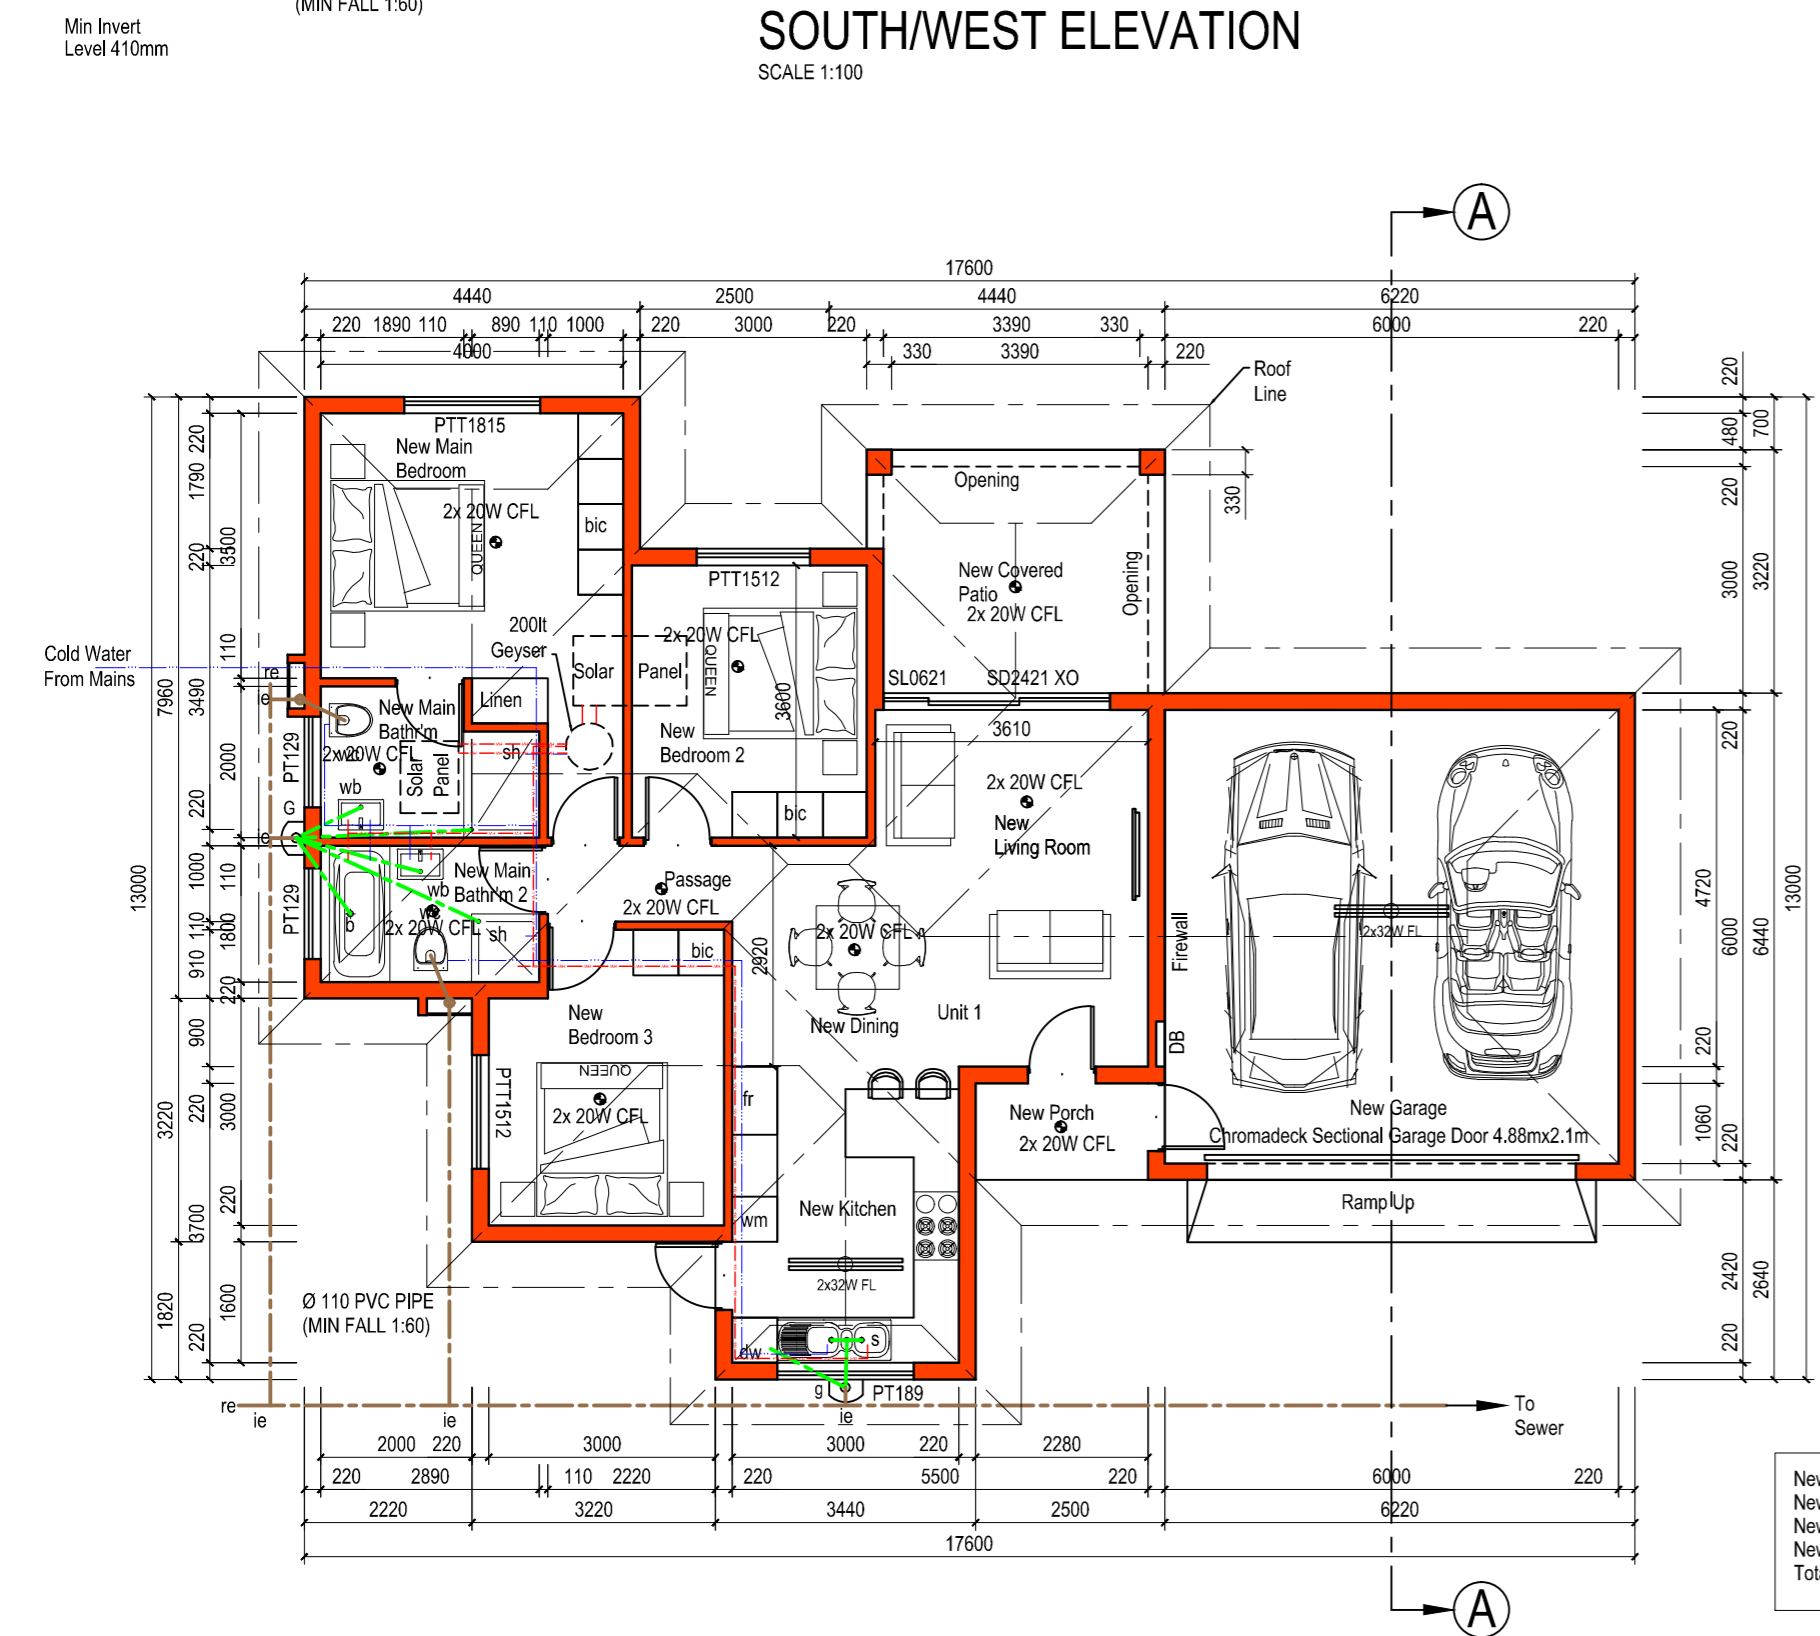 (MIN FALL 1:60)
Min Invert
Level 410mm
SOUTH/WEST ELEVATION
SCALE 1:100
A
17600
4440 2500 4440 6220
220 1890 110 890 110 1000 220 3000 220 3390 330 6000 220
4000 330 3390 220
Roof
Line
220
480
700
220
330
3000
3220
220
1790
220
3500
110
7960
3490
2000
220
13000
1000
110
110
1800
910
220
900
3220
220
3000
220
3700
1820
1600
220
PTT1815
New Main
Bedroom
2x 20W CFL
QUEEN
bic
Opening
Opening
New Covered
Patio
2x 20W CFL
PTT1512
2x 20W CFL
QUEEN
3600
200lt
Geyser
Solar
Panel
Cold Water
From Mains
re
ie
Linen
New Main
Bathr'm
2x 20W CFL
wc
Solar
Panel
sh
wb
PT129
G
ie
New
Bedroom 2
bic
SL0621
SD2421 XO
3610
2x 20W CFL
New
Living Room
220
PT129
New Main
Bathr'm 2
wb
wc
2x 20W CFL
b
sh
Passage
2x 20W CFL
bic
2920
2x 20W CFL
New Dining
Unit 1
Firewall
DB
2x32W FL
4720
6000
6440
13000
220
1060
220
New
Bedroom 3
QUEEN
2x 20W CFL
PTT1512
fr
wm
New Porch
2x 20W CFL
New Garage
Chromadeck Sectional Garage Door 4.88mx2.1m
Ramp Up
New Kitchen
2x32W FL
2420
2640
220
Ø 110 PVC PIPE
(MIN FALL 1:60)
dw
s
g
PT189
re
ie
ie
ie
To
Sewer
2000 220 3000 3000 220 2280
220 2890 110 2220 220 5500 220 6000 220
2220 3220 3440 2500 6220
17600
A